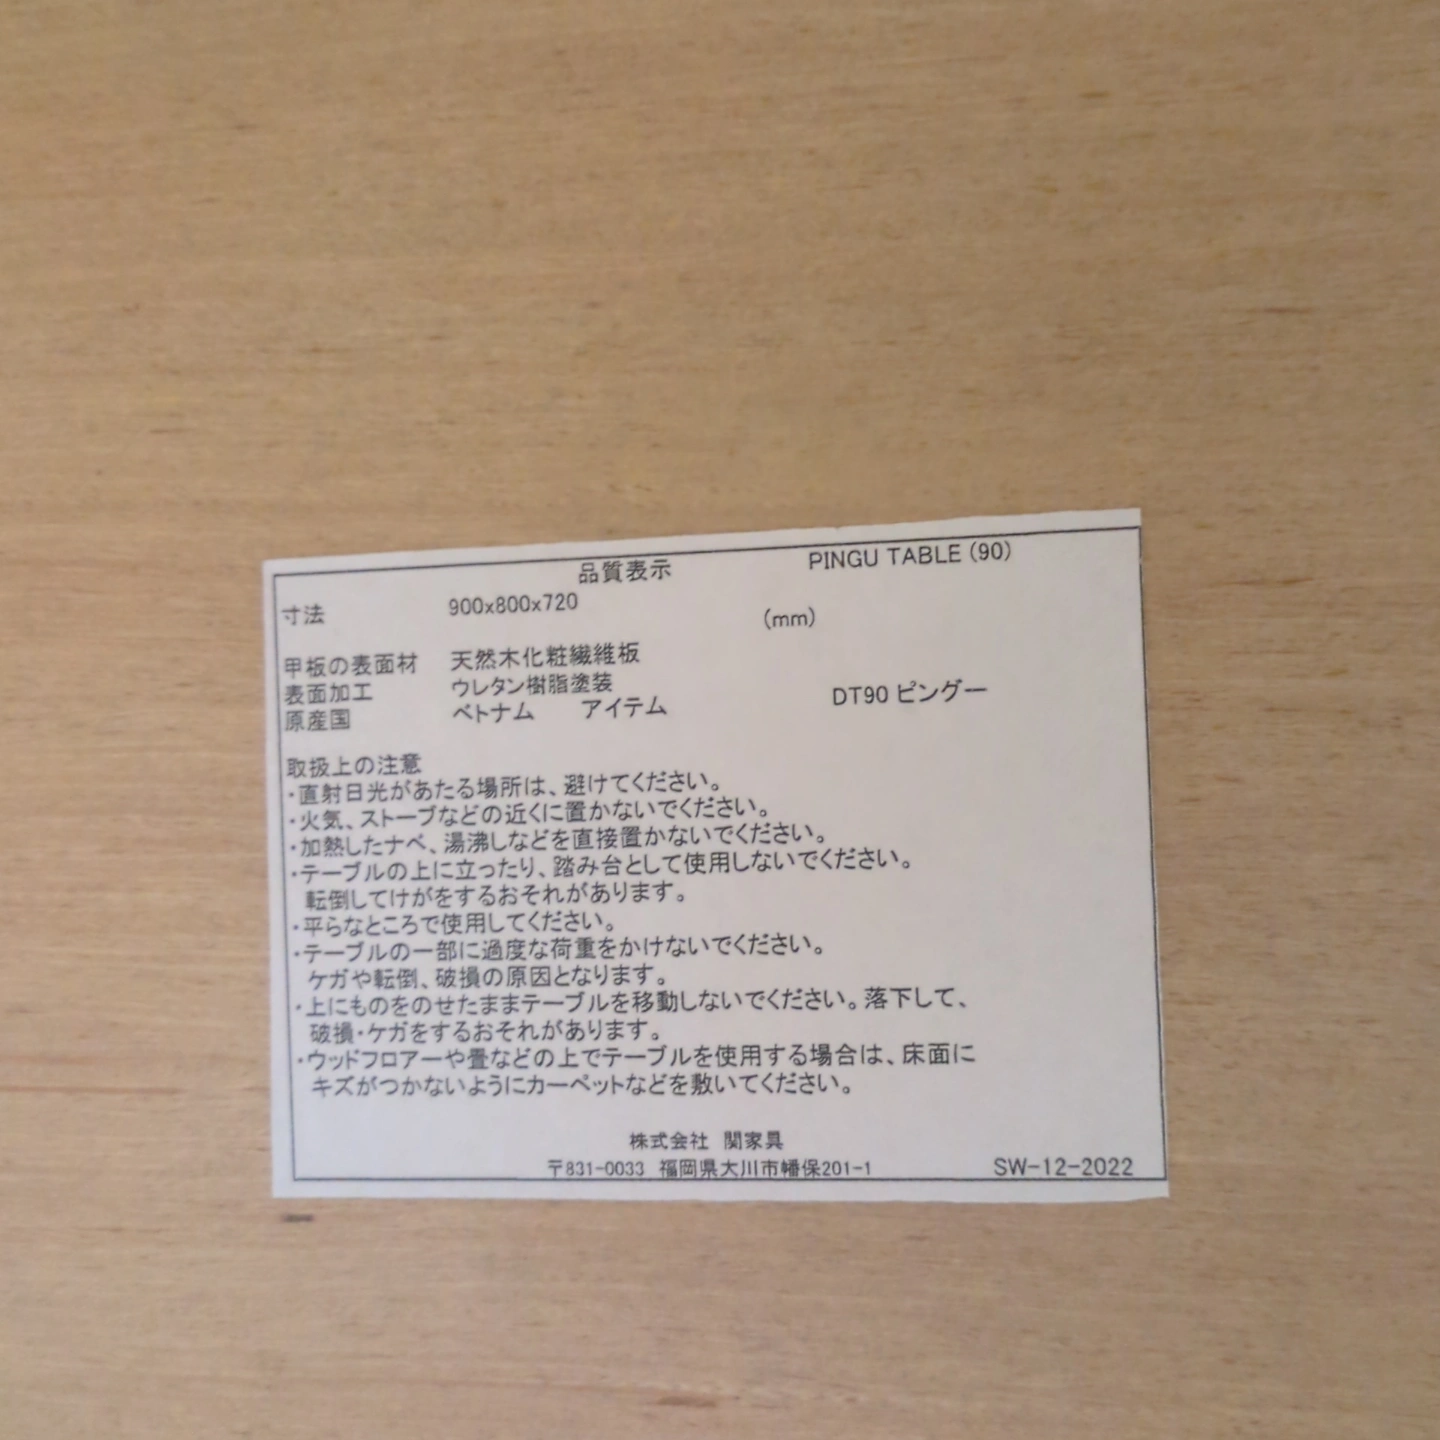 品質表示 PINGU TABLE (90)
寸法 900x800x720 (mm)
甲板の表面材 天然木化粧繊維板
表面加工 ウレタン樹脂塗装
原産国 ベトナム アイテム DT90 ピングー
取扱上の注意
・直射日光があたる場所は、避けてください。
・火気、ストーブなどの近くに置かないでください。
・加熱したナベ、湯沸しなどを直接置かないでください。
・テーブルの上に立ったり、踏み台として使用しないでください。
転倒してけがをするおそれがあります。
・平らなところで使用してください。
・テーブルの一部に過度な荷重をかけないでください。
ケガや転倒、破損の原因となります。
・上にものをのせたままテーブルを移動しないでください。落下して、
破損・ケガをするおそれがあります。
・ウッドフロアーや畳などの上でテーブルを使用する場合は、床面に
キズがつかないようにカーペットなどを敷いてください。
株式会社 関家具
〒831-0033 福岡県大川市幡保201-1 SW-12-2022